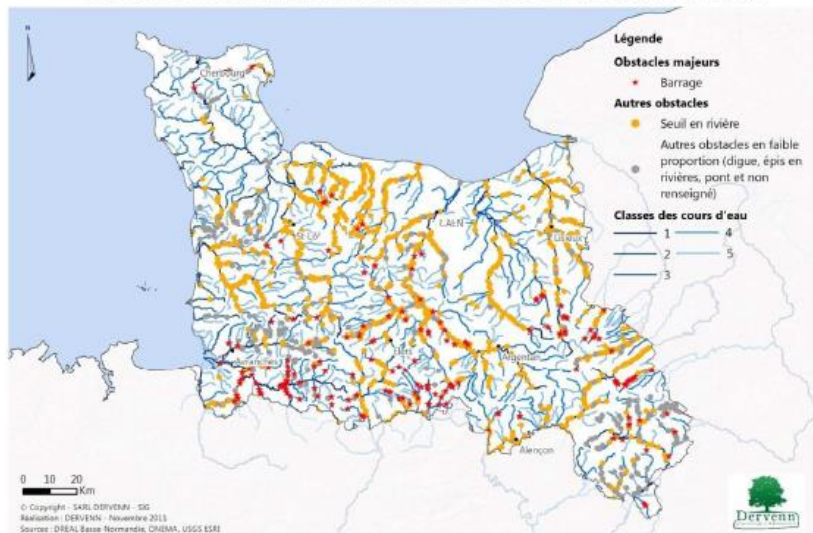 N
Légende
Obstacles majeurs
Barrage
Autres obstacles
Seuil en rivière
Autres obstacles en faible
proportion (digue, épis en
rivières, pont et non
renseigné)
Classes des cours d'eau
1
4
2
5
3
Cherbourg
CAEN
St Lô
Lisieux
Flers
Argentan
Avranches
Alençon
0 10 20
Km
© Copyright - SARL DERVENN - SIG
Réalisation : DERVENN - Novembre 2011
Sources : DREAL Basse-Normandie, ONEMA, USGS ESRI
Dervenn